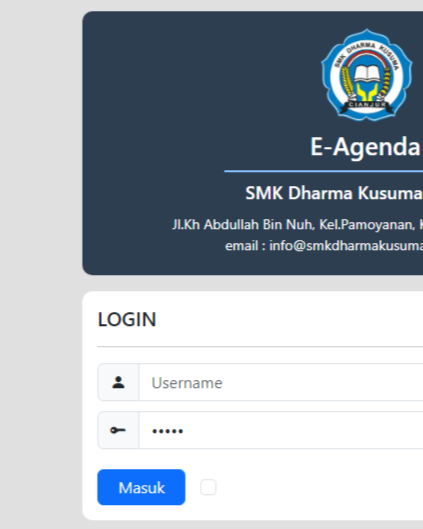 SMK DHARMA KUSUMA
CIANJUR
E-Agenda
SMK Dharma Kusuma
Jl.Kh Abdullah Bin Nuh, Kel.Pamoyanan,
email : info@smkdharmakusuma
LOGIN
Username
•••••
Masuk